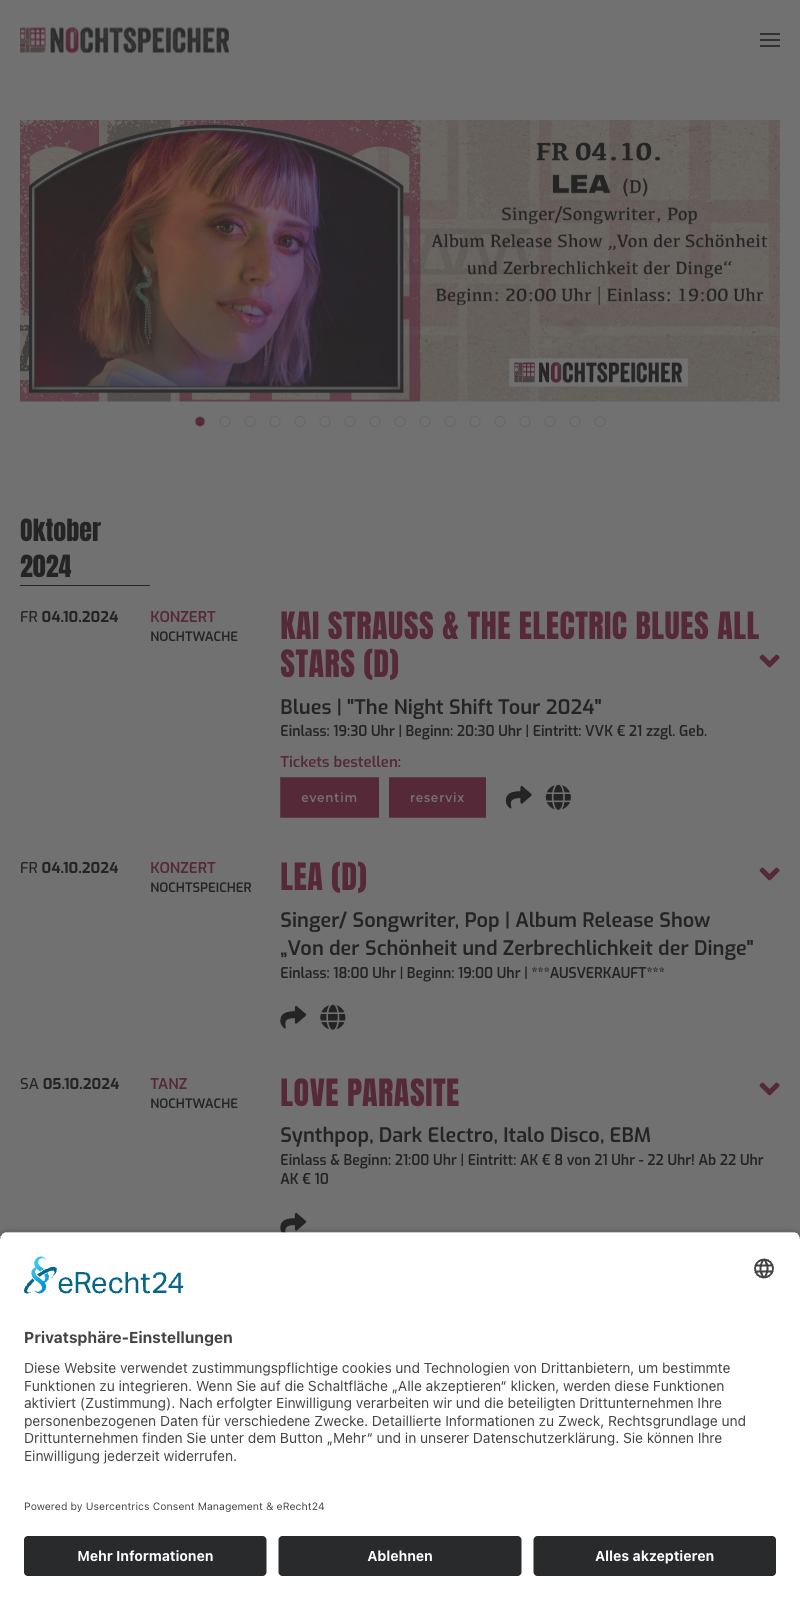 NOCHTSPEICHER
FR 04.10.
LEA (D)
Singer/Songwriter, Pop
Album Release Show „Von der Schönheit
und Zerbrechlichkeit der Dinge“
Beginn: 20:00 Uhr | Einlass: 19:00 Uhr
NOCHTSPEICHER
Oktober
2024
FR 04.10.2024
KONZERT
NOCHTWACHE
KAI STRAUSS & THE ELECTRIC BLUES ALL
STARS (D)
Blues | "The Night Shift Tour 2024"
Einlass: 19:30 Uhr | Beginn: 20:30 Uhr | Eintritt: VVK € 21 zzgl. Geb.
Tickets bestellen:
eventim reservix
FR 04.10.2024
KONZERT
NOCHTSPEICHER
LEA (D)
Singer/ Songwriter, Pop | Album Release Show
„Von der Schönheit und Zerbrechlichkeit der Dinge"
Einlass: 18:00 Uhr | Beginn: 19:00 Uhr | ***AUSVERKAUFT***
SA 05.10.2024
TANZ
NOCHTWACHE
LOVE PARASITE
Synthpop, Dark Electro, Italo Disco, EBM
Einlass & Beginn: 21:00 Uhr | Eintritt: AK € 8 von 21 Uhr - 22 Uhr! Ab 22 Uhr
AK € 10
eRecht24
Privatsphäre-Einstellungen
Diese Website verwendet zustimmungspflichtige cookies und Technologien von Drittanbietern, um bestimmte
Funktionen zu integrieren. Wenn Sie auf die Schaltfläche „Alle akzeptieren“ klicken, werden diese Funktionen
aktiviert (Zustimmung). Nach erfolgter Einwilligung verarbeiten wir und die beteiligten Drittunternehmen Ihre
personenbezogenen Daten für verschiedene Zwecke. Detaillierte Informationen zu Zweck, Rechtsgrundlage und
Drittunternehmen finden Sie unter dem Button „Mehr“ und in unserer Datenschutzerklärung. Sie können Ihre
Einwilligung jederzeit widerrufen.
Powered by Usercentrics Consent Management & eRecht24
Mehr Informationen Ablehnen Alles akzeptieren